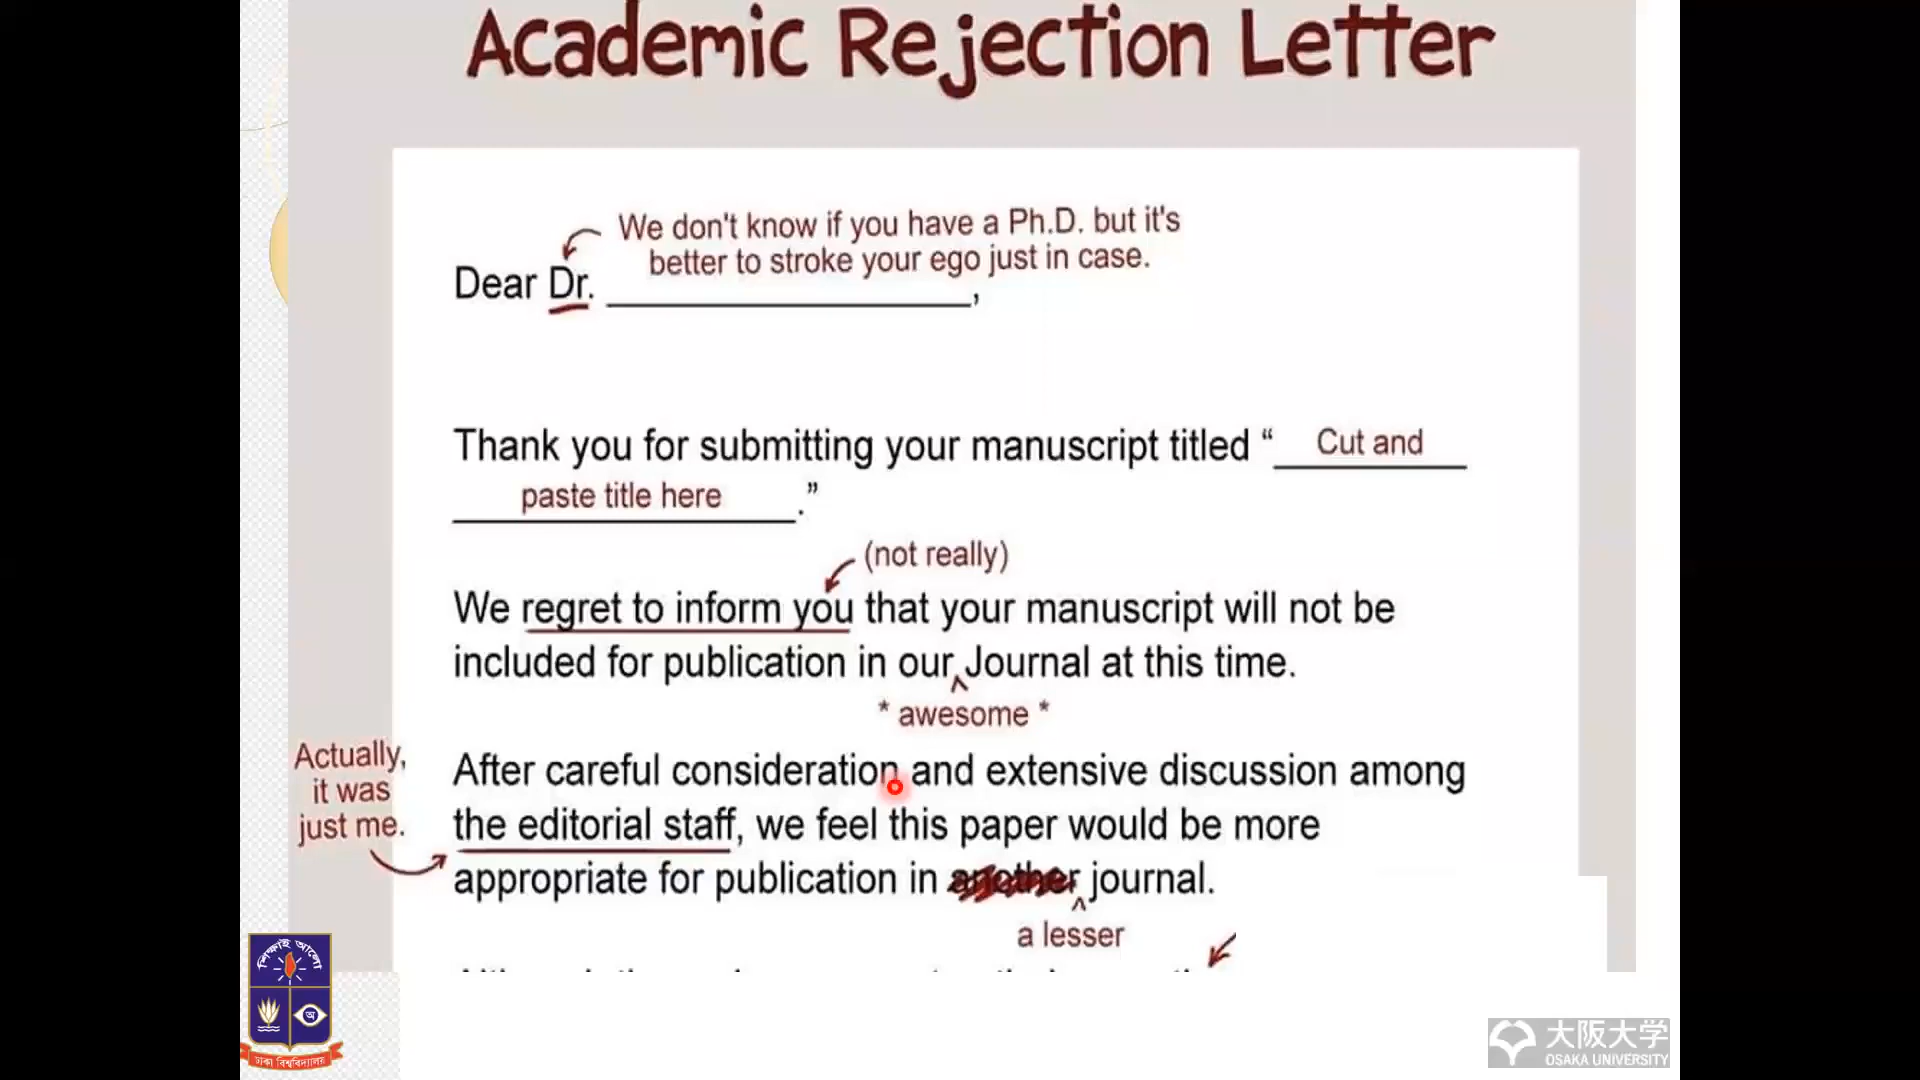 Academic Rejection Letter
We don't know if you have a Ph.D. but it's
better to stroke your ego just in case.
Dear Dr. ____________,
Thank you for submitting your manuscript titled “ Cut and
paste title here .”
(not really)
We regret to inform you that your manuscript will not be
included for publication in our Journal at this time.
* awesome *
Actually,
it was
just me.
After careful consideration and extensive discussion among
the editorial staff, we feel this paper would be more
appropriate for publication in another journal.
a lesser
শিক্ষাই আলো
অ
ঢাকা বিশ্ববিদ্যালয়
大阪大学
OSAKA UNIVERSITY